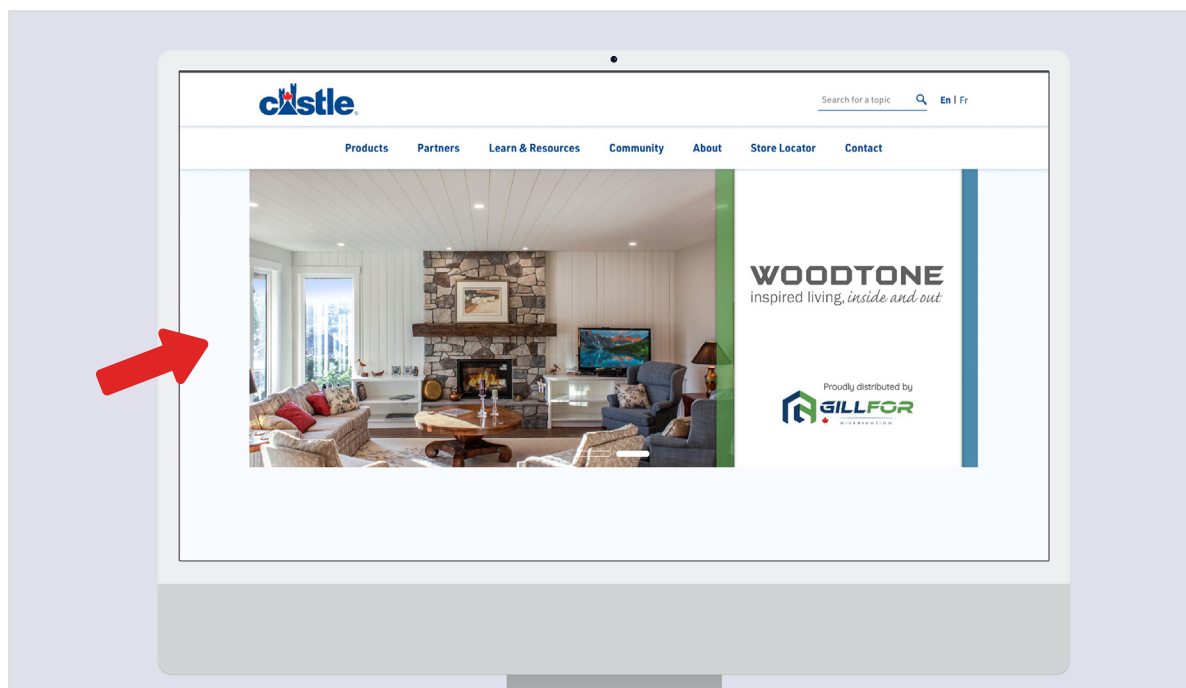 castle
Search for a topic
En | Fr
Products Partners Learn & Resources Community About Store Locator Contact
WOODTONE
inspired living, inside and out
Proudly distributed by
GILLFOR
DISTRIBUTION